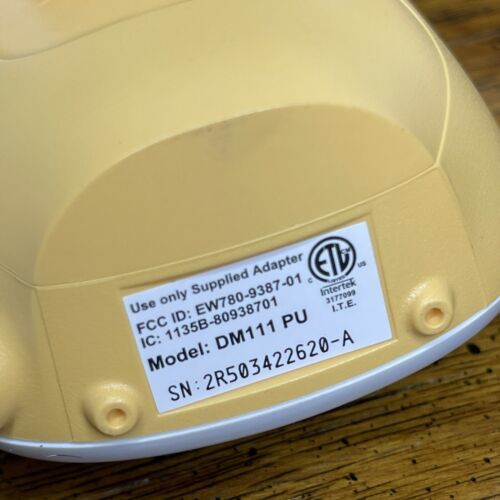 Use only Supplied Adapter
FCC ID: EW780-9387-01
IC: 1135B-80938701
Model: DM111 PU
SN:2R503422620-A
ETL
C US
Intertek
3177099
I.T.E.